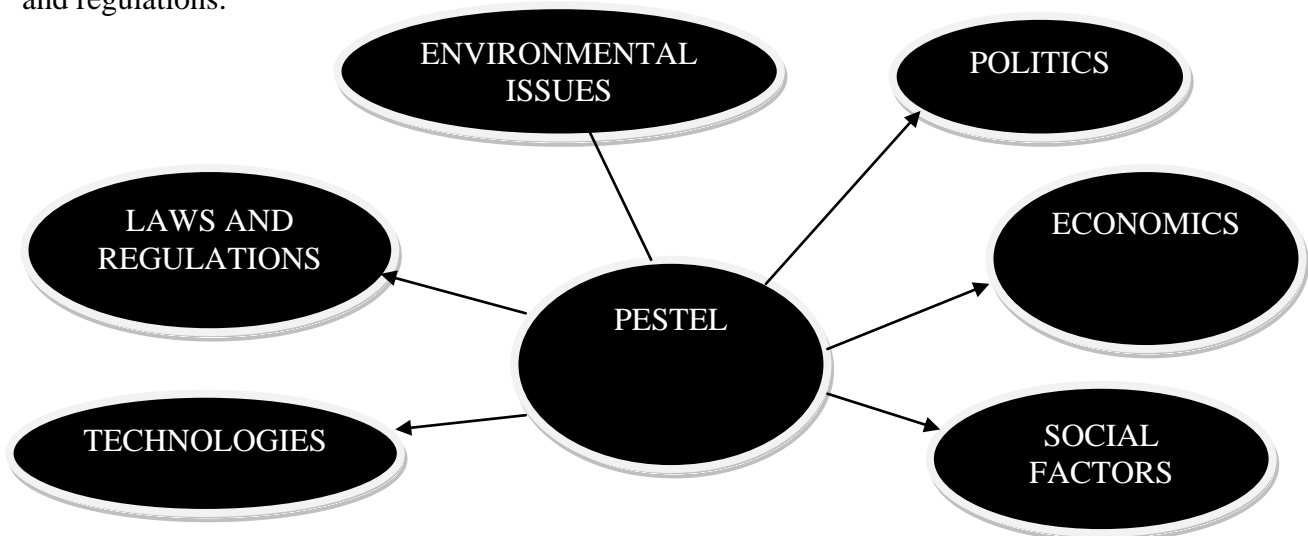 and regulations.
ENVIRONMENTAL
ISSUES
POLITICS
LAWS AND
REGULATIONS
ECONOMICS
PESTEL
TECHNOLOGIES
SOCIAL
FACTORS